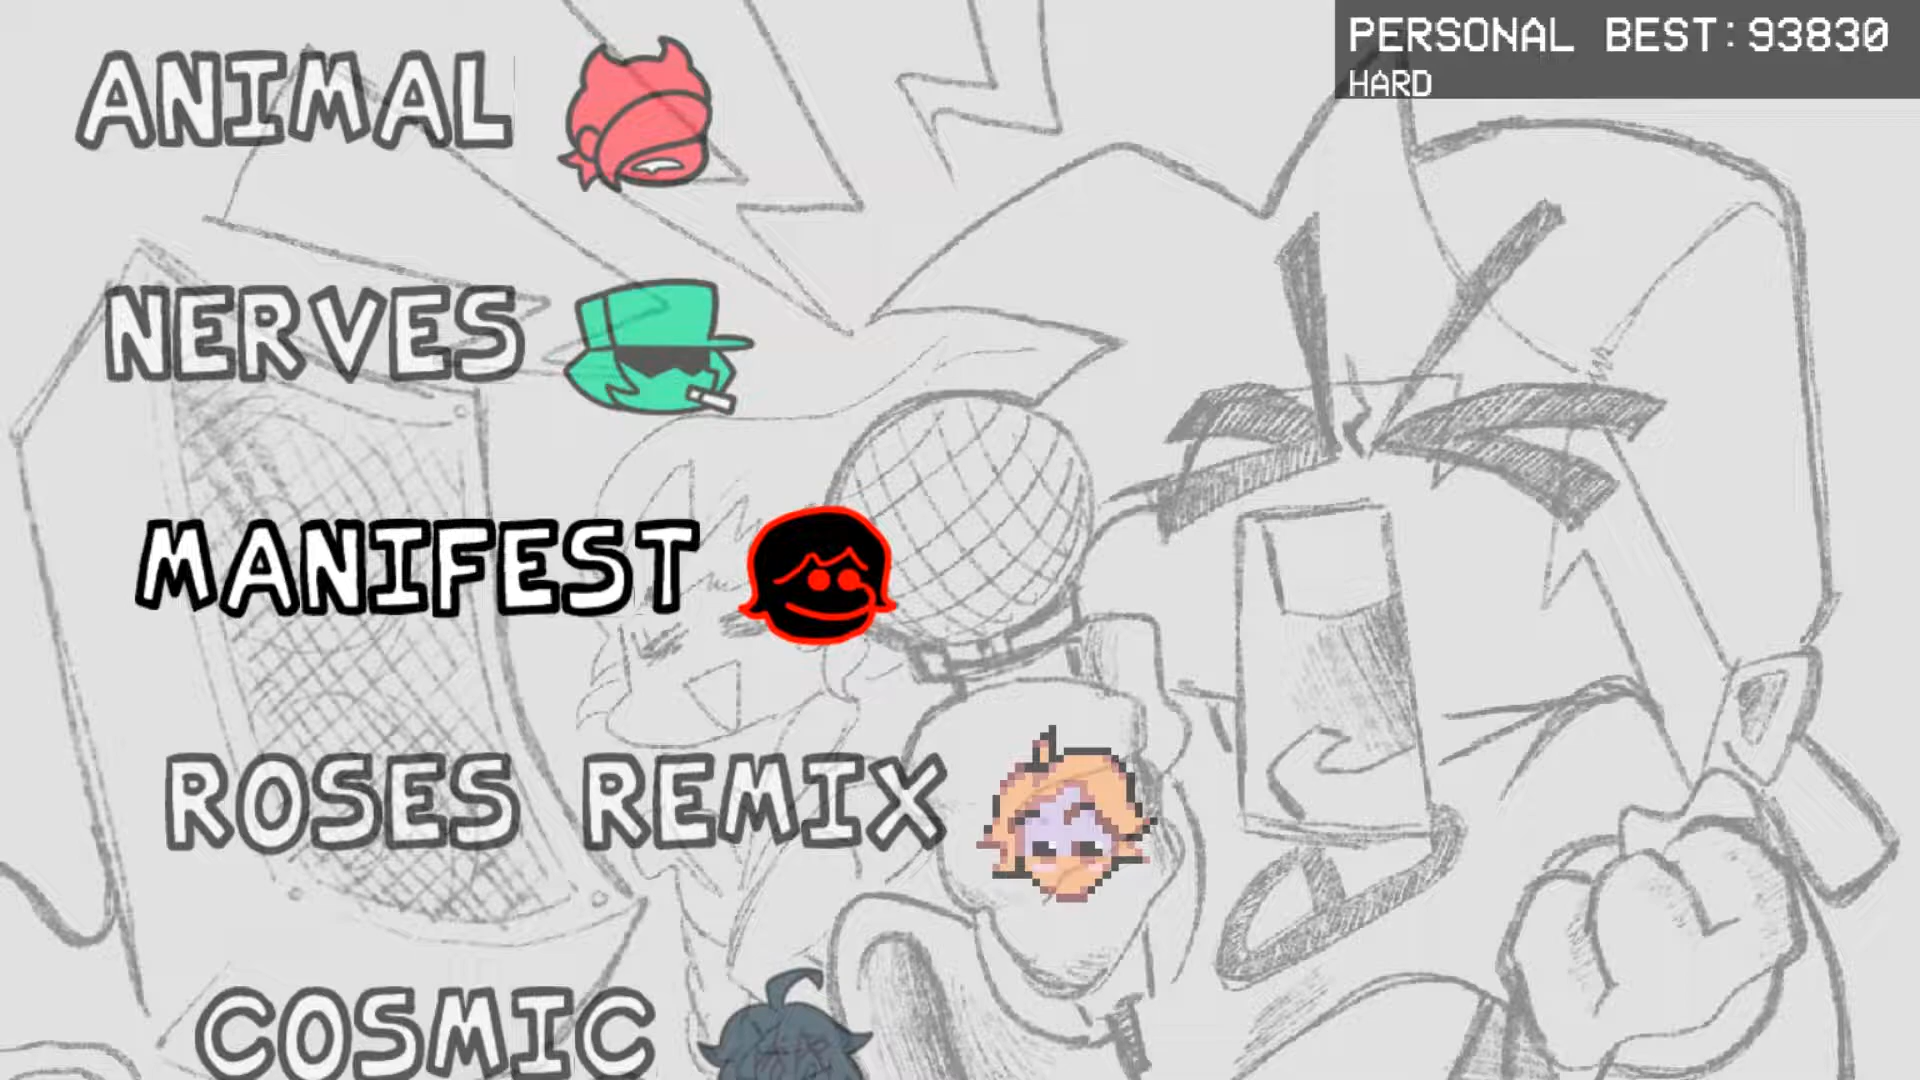 PERSONAL BEST:93830
HARD
ANIMAL
NERVES
MANIFEST
ROSES REMIX
COSMIC